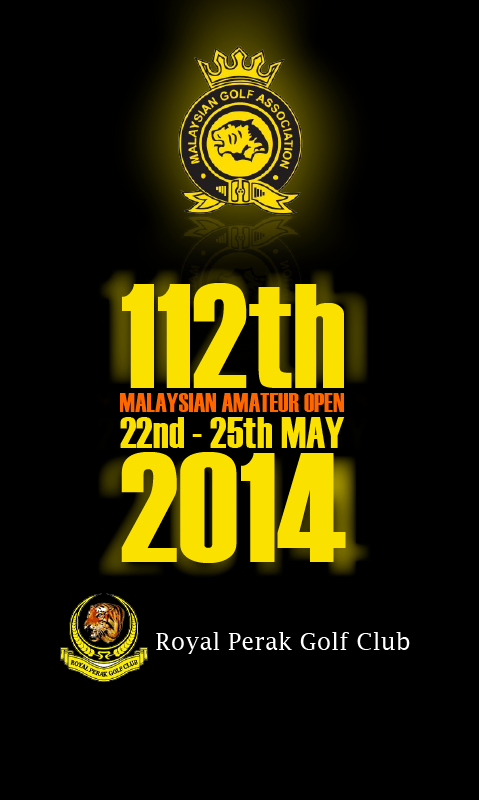 MALAYSIAN GOLF ASSOCIATION
112th
MALAYSIAN AMATEUR OPEN
22nd - 25th MAY
2014
Royal Perak Golf Club
ROYAL PERAK GOLF CLUB